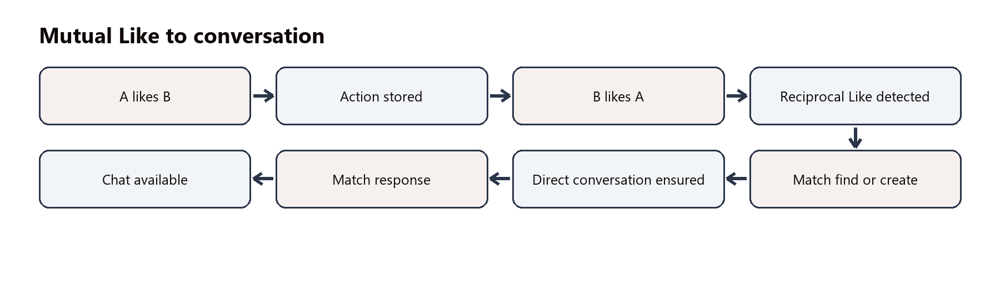 Mutual Like to conversation
A likes B
Action stored
B likes A
Reciprocal Like detected
Match find or create
Direct conversation ensured
Match response
Chat available